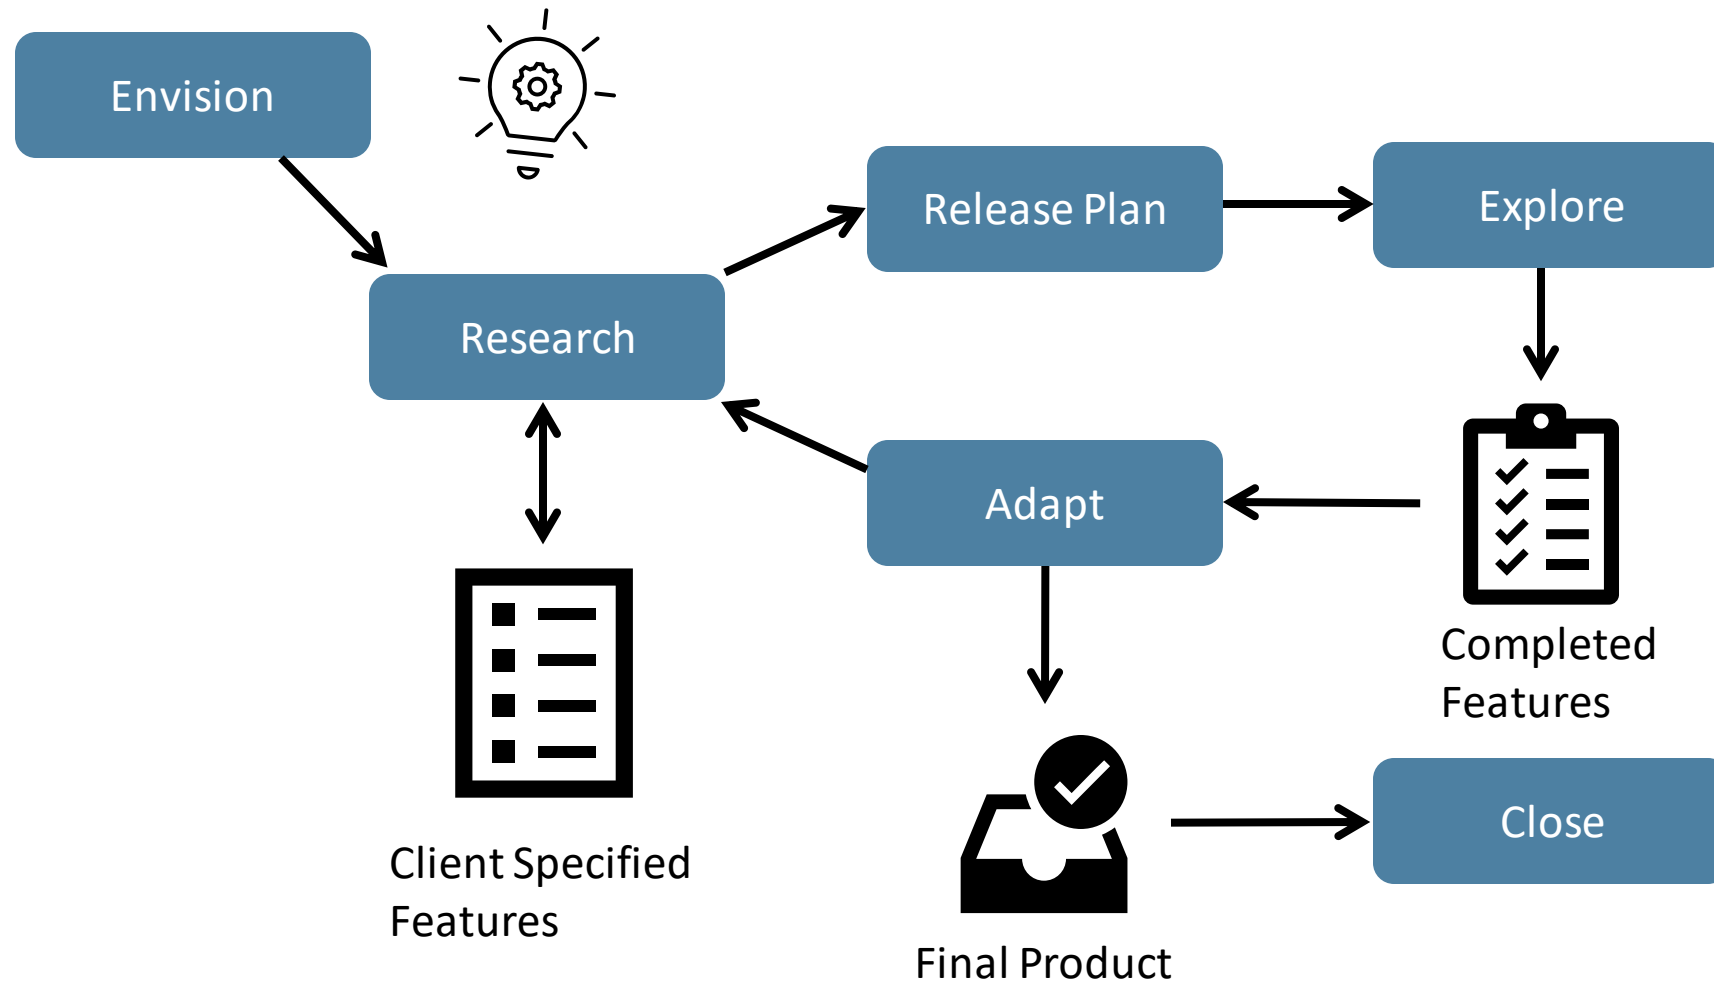 Envision
Release Plan
Explore
Research
Adapt
Completed
Features
Close
Client Specified
Features
Final Product